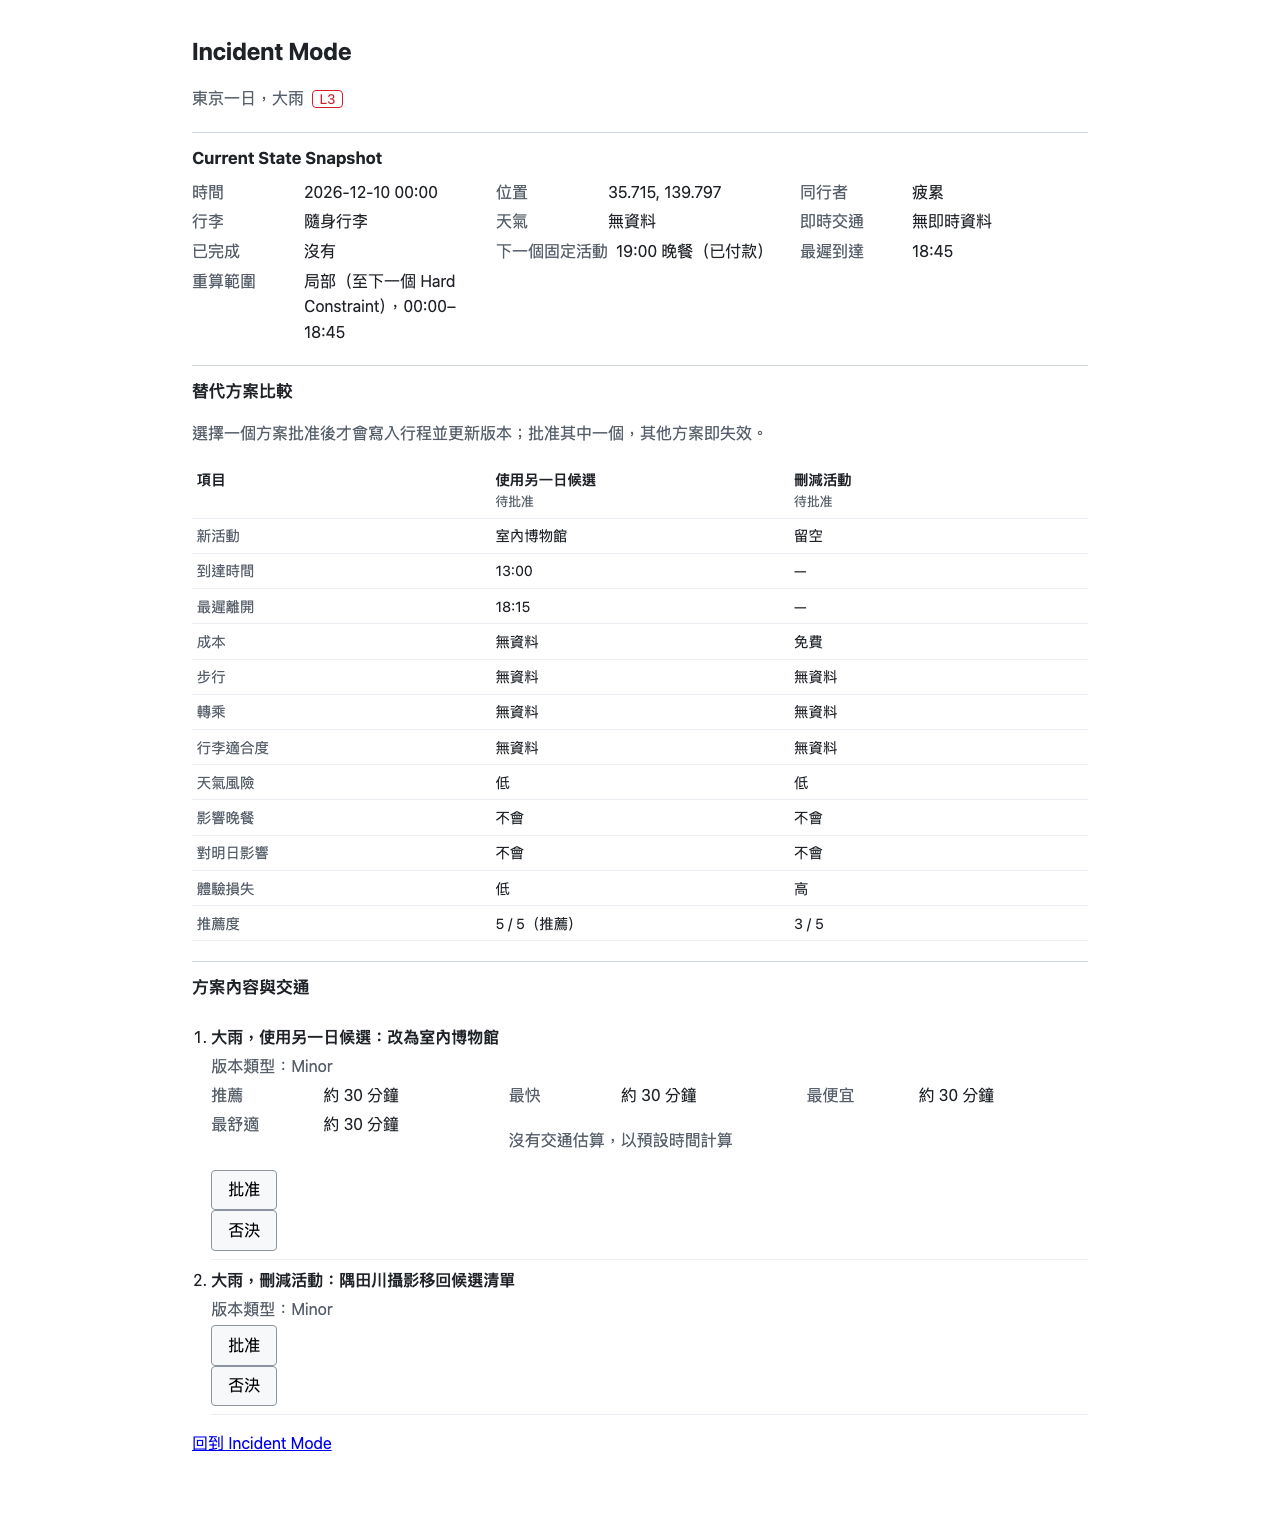 Incident Mode
東京一日，大雨 L3
Current State Snapshot
時間 2026-12-10 00:00 位置 35.715, 139.797 同行者 疲累
行李 隨身行李 天氣 無資料 即時交通 無即時資料
已完成 沒有 下一個固定活動 19:00 晚餐（已付款） 最遲到達 18:45
重算範圍 局部（至下一個 Hard
Constraint），00:00–
18:45
替代方案比較
選擇一個方案批准後才會寫入行程並更新版本；批准其中一個，其他方案即失效。
項目 使用另一日候選 刪減活動
待批准 待批准
新活動 室內博物館 留空
到達時間 13:00 —
最遲離開 18:15 —
成本 無資料 免費
步行 無資料 無資料
轉乘 無資料 無資料
行李適合度 無資料 無資料
天氣風險 低 低
影響晚餐 不會 不會
對明日影響 不會 不會
體驗損失 低 高
推薦度 5 / 5（推薦） 3 / 5
方案內容與交通
1. 大雨，使用另一日候選：改為室內博物館
版本類型：Minor
推薦 約 30 分鐘 最快 約 30 分鐘 最便宜 約 30 分鐘
最舒適 約 30 分鐘
沒有交通估算，以預設時間計算
批准
否決
2. 大雨，刪減活動：隅田川攝影移回候選清單
版本類型：Minor
批准
否決
回到 Incident Mode